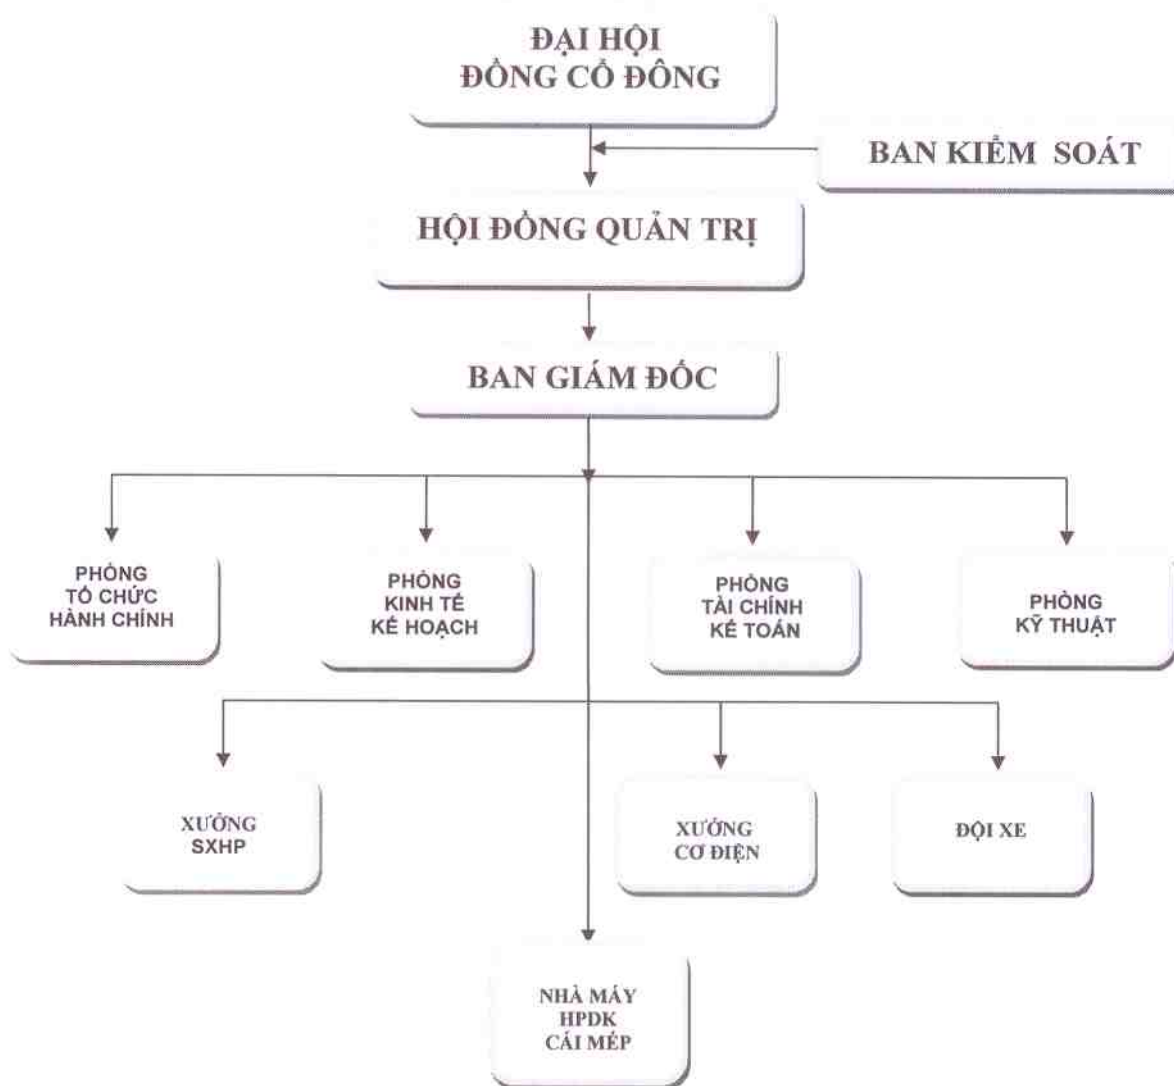 ĐẠI HỘI
ĐỒNG CỔ ĐÔNG
BAN KIỂM SOÁT
HỘI ĐỒNG QUẢN TRỊ
BAN GIÁM ĐỐC
PHÒNG
TỔ CHỨC
HÀNH CHÍNH
PHÒNG
KINH TẾ
KẾ HOẠCH
PHÒNG
TÀI CHÍNH
KẾ TOÁN
PHÒNG
KỸ THUẬT
XƯỞNG
SXHP
XƯỞNG
CƠ ĐIỆN
ĐỘI XE
NHÀ MÁY
HPDK
CÁI MÉP